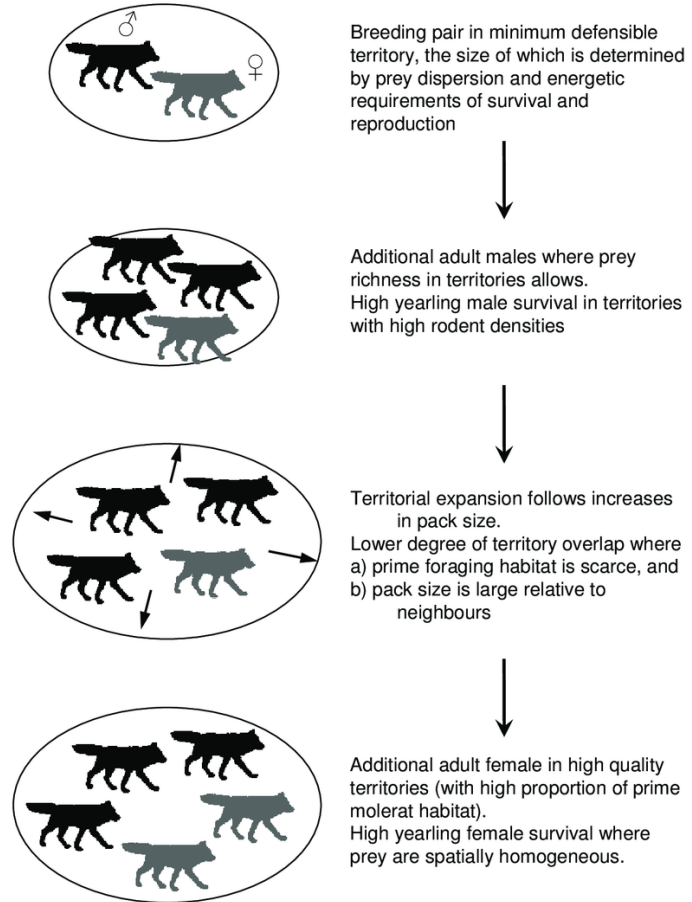 ♂
♀
Breeding pair in minimum defensible
territory, the size of which is determined
by prey dispersion and energetic
requirements of survival and
reproduction
Additional adult males where prey
richness in territories allows.
High yearling male survival in territories
with high rodent densities
Territorial expansion follows increases
in pack size.
Lower degree of territory overlap where
a) prime foraging habitat is scarce, and
b) pack size is large relative to
neighbours
Additional adult female in high quality
territories (with high proportion of prime
molerat habitat).
High yearling female survival where
prey are spatially homogeneous.